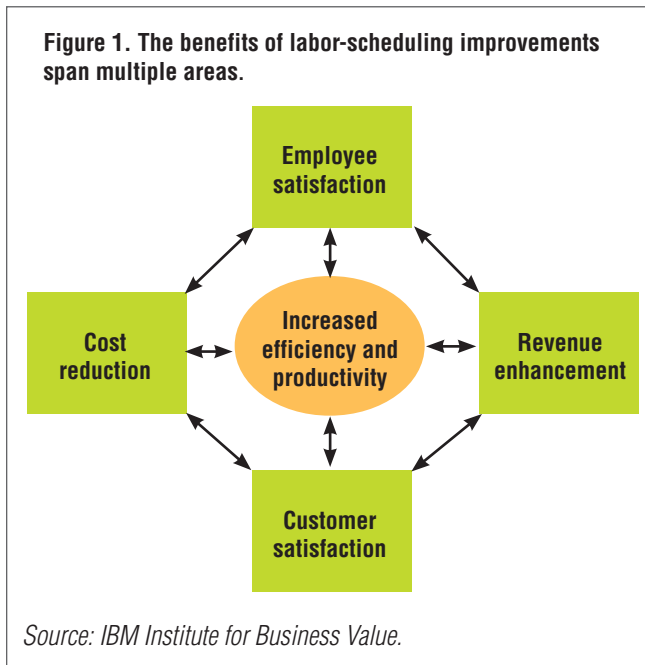 Figure 1. The benefits of labor-scheduling improvements
span multiple areas.
Employee
satisfaction
Cost
reduction
Increased
efficiency and
productivity
Revenue
enhancement
Customer
satisfaction
Source: IBM Institute for Business Value.